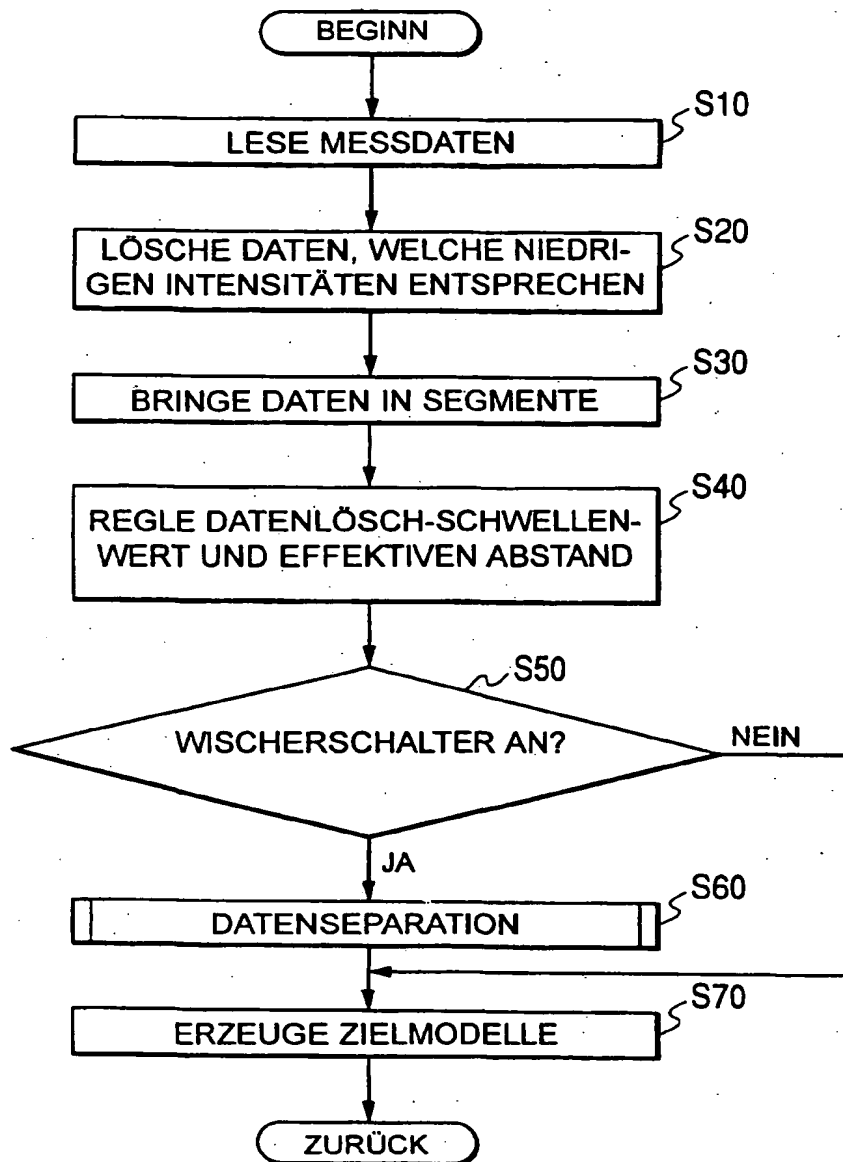 BEGINN
S10
LESE MESSDATEN
S20
LÖSCHE DATEN, WELCHE NIEDRI-
GEN INTENSITÄTEN ENTSPRECHEN
S30
BRINGE DATEN IN SEGMENTE
S40
REGLE DATENLÖSCH-SCHWELLEN-
WERT UND EFFEKTIVEN ABSTAND
S50
WISCHERSCHALTER AN?
NEIN
JA
S60
DATENSEPARATION
S70
ERZEUGE ZIELMODELLE
ZURÜCK